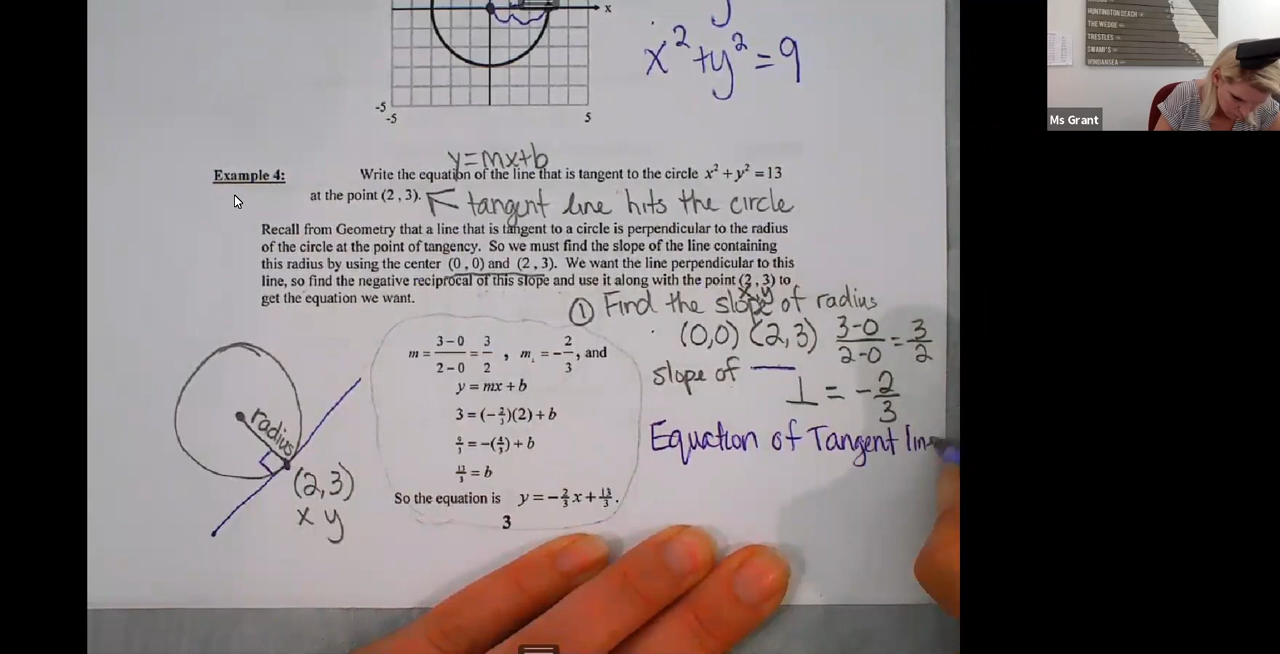 HUNTINGTON BEACH
THE WEDGE
TRESTLES
SWAMI'S
WINDANSEA
Ms Grant
x
y
x² + y² = 9
-5
-5
5
y=mx+b
Example 4: Write the equation of the line that is tangent to the circle x² + y² = 13
at the point (2 , 3). tangent line hits the circle
Recall from Geometry that a line that is tangent to a circle is perpendicular to the radius
of the circle at the point of tangency. So we must find the slope of the line containing
this radius by using the center (0 , 0) and (2 , 3). We want the line perpendicular to this
line, so find the negative reciprocal of this slope and use it along with the point (2 , 3) to
get the equation we want.
x y
① Find the slope of radius
(0,0) (2,3) 3-0/2-0 = 3/2
slope of — ⊥ = -2/3
Equation of Tangent line
m = 3-0/2-0 = 3/2 , m⊥ = -2/3, and
y = mx + b
3 = (-2/3)(2) + b
9/3 = -(4/3) + b
13/3 = b
So the equation is y = -2/3x + 13/3.
3
radius
(2,3)
x y